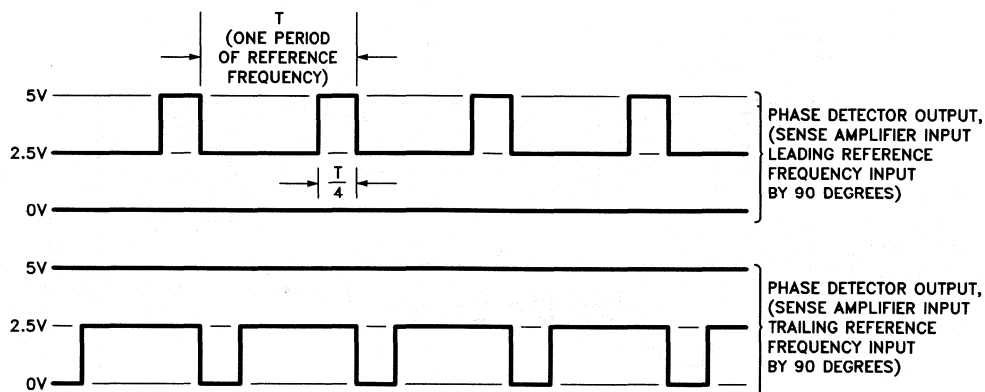 T
(ONE PERIOD
OF REFERENCE
FREQUENCY)
5V
2.5V
T
4
0V
PHASE DETECTOR OUTPUT,
(SENSE AMPLIFIER INPUT
LEADING REFERENCE
FREQUENCY INPUT
BY 90 DEGREES)
5V
2.5V
0V
PHASE DETECTOR OUTPUT,
(SENSE AMPLIFIER INPUT
TRAILING REFERENCE
FREQUENCY INPUT
BY 90 DEGREES)